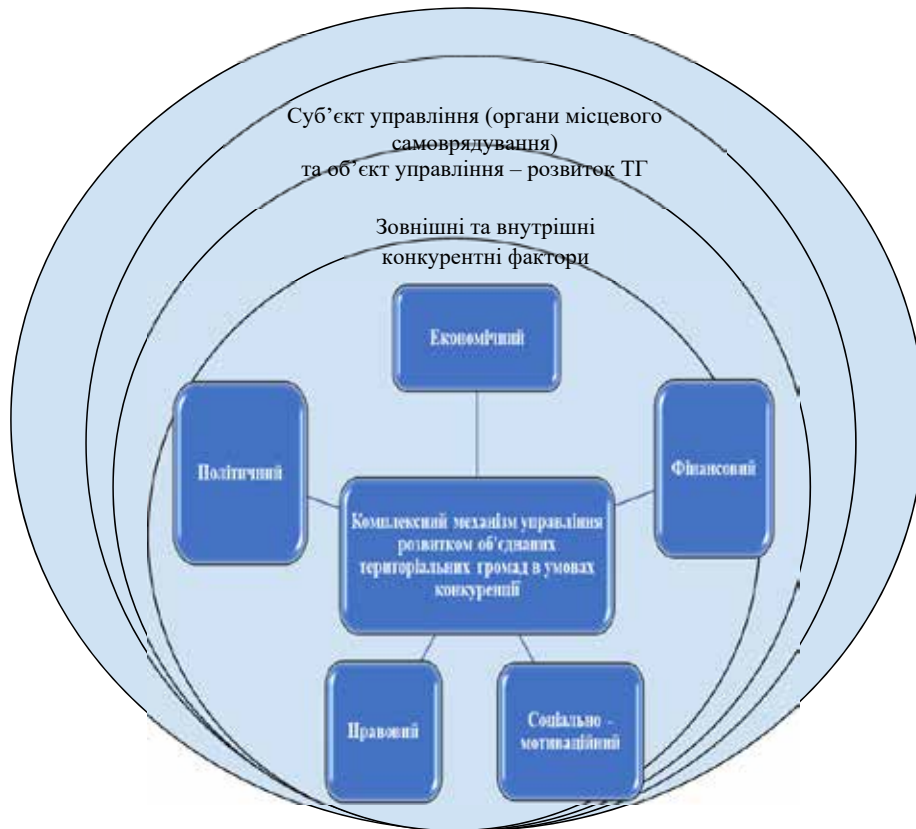 Суб’єкт управління (органи місцевого
самоврядування)
та об’єкт управління – розвиток ТГ
Зовнішні та внутрішні
конкурентні фактори
Економічний
Політичний
Фінансовий
Комплексний механізм управління
розвитком об'єднаних
територіальних громад в умовах
конкуренції
Правовий
Соціально -
мотиваційний